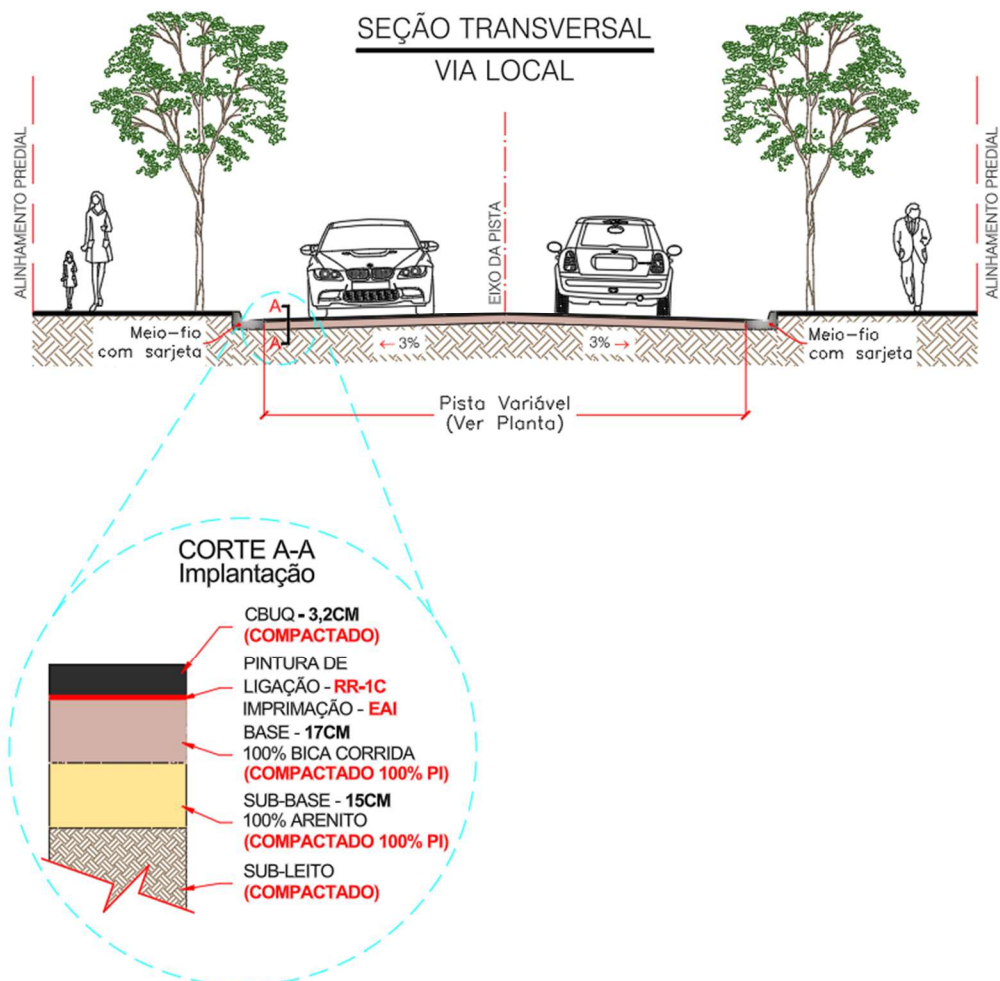 SEÇÃO TRANSVERSAL
VIA LOCAL
ALINHAMENTO PREDIAL
EIXO DA PISTA
ALINHAMENTO PREDIAL
A
A
Meio-fio
com sarjeta
← 3%
3% →
Meio-fio
com sarjeta
Pista Variável
(Ver Planta)
CORTE A-A
Implantação
CBUQ - 3,2CM
(COMPACTADO)
PINTURA DE
LIGAÇÃO - RR-1C
IMPRIMAÇÃO - EAI
BASE - 17CM
100% BICA CORRIDA
(COMPACTADO 100% PI)
SUB-BASE - 15CM
100% ARENITO
(COMPACTADO 100% PI)
SUB-LEITO
(COMPACTADO)